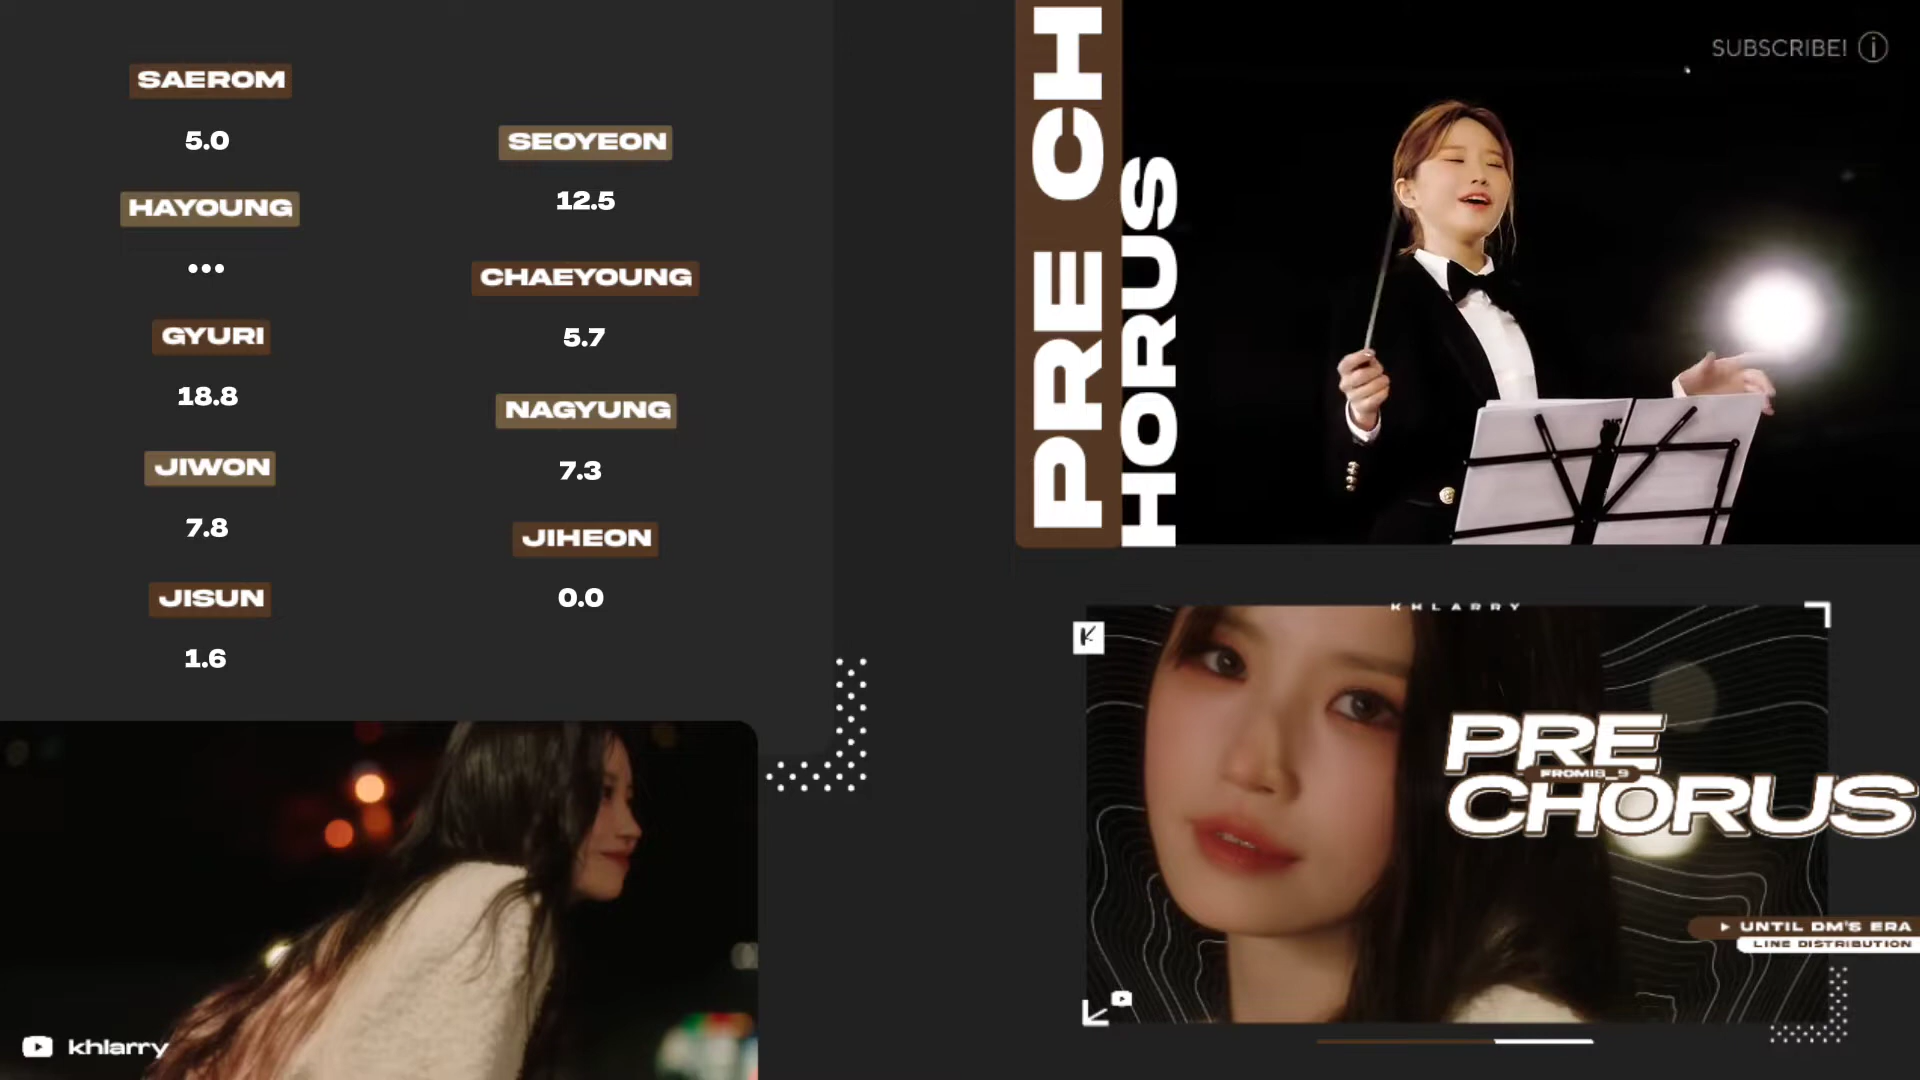 SAEROM
5.0
HAYOUNG
...
GYURI
18.8
JIWON
7.8
JISUN
1.6
SEOYEON
12.5
CHAEYOUNG
5.7
NAGYUNG
7.3
JIHEON
0.0
khlarry
PRE CH
HORUS
SUBSCRIBE!
KHLARRY
K
PRE
FROMIS_9
CHORUS
UNTIL DM'S ERA
LINE DISTRIBUTION